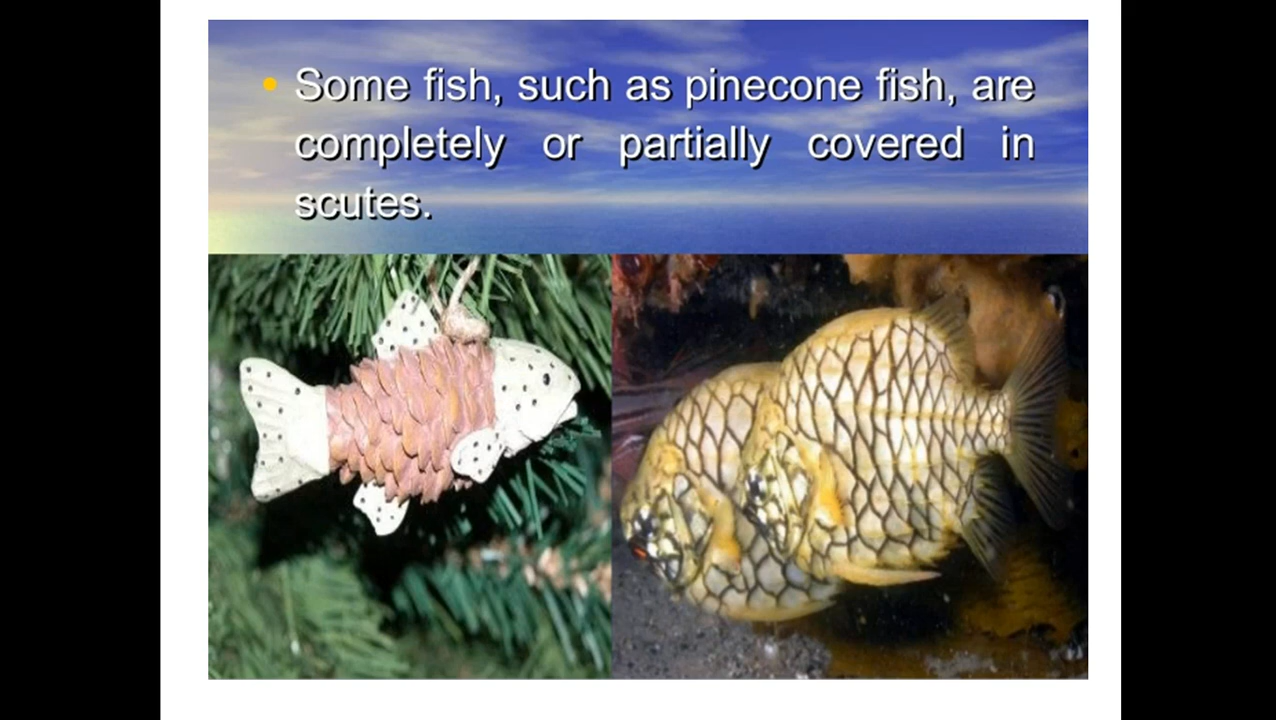 Some fish, such as pinecone fish, are
completely or partially covered in
scutes.